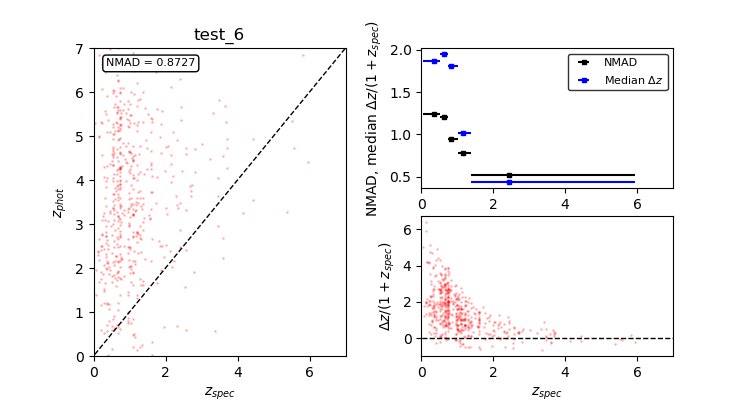 test_6
NMAD = 0.8727
7
6
5
4
3
2
1
0
z_phot
0 2 4 6
z_spec
NMAD, median Δz/(1 + z_spec)
2.0
1.5
1.0
0.5
NMAD
Median Δz
0 2 4 6
Δz/(1 + z_spec)
6
4
2
0
0 2 4 6
z_spec